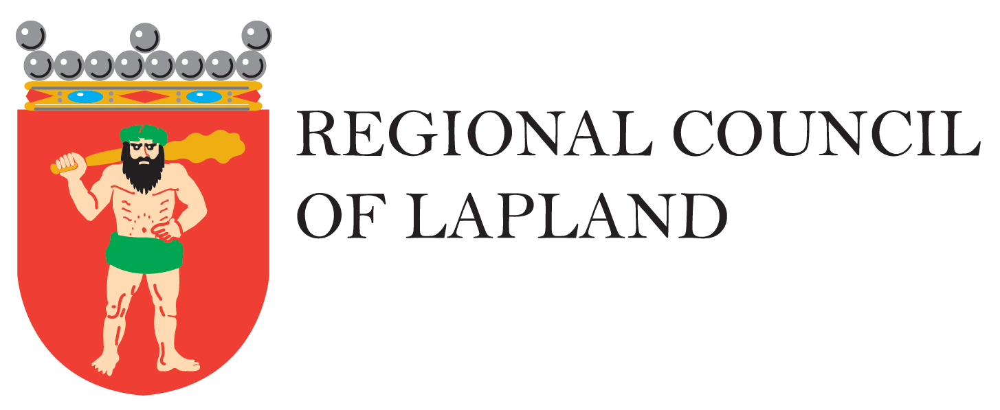 REGIONAL COUNCIL
OF LAPLAND